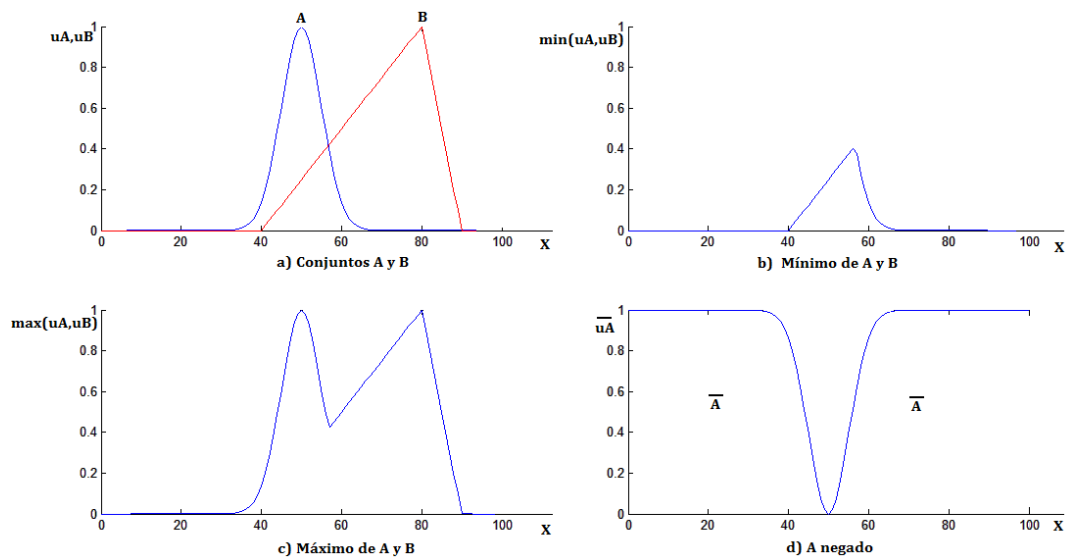 A B
uA,uB
1
0.8
0.6
0.4
0.2
0
0 20 40 60 80 100 X
a) Conjuntos A y B
min(uA,uB)
1
0.8
0.6
0.4
0.2
0
0 20 40 60 80 100 X
b) Mínimo de A y B
max(uA,uB)
1
0.8
0.6
0.4
0.2
0
0 20 40 60 80 100 X
c) Máximo de A y B
1
u̅A̅
0.8
0.6
0.4
0.2
0
A̅ A̅
0 20 40 60 80 100 X
d) A negado